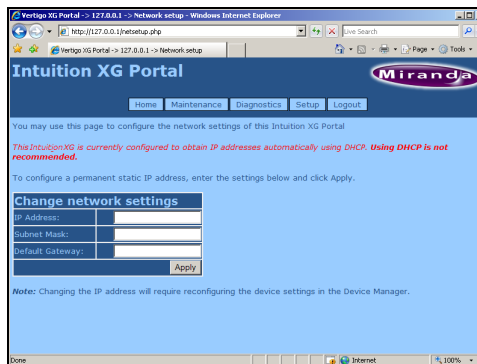 Vertigo XG Portal -> 127.0.0.1 -> Network setup - Windows Internet Explorer
http://127.0.0.1/netsetup.php
Live Search
Vertigo XG Portal -> 127.0.0.1 -> Network setup
Page
Tools
Intuition XG Portal
Miranda
Home Maintenance Diagnostics Setup Logout
You may use this page to configure the network settings of this Intuition XG Portal
This IntuitionXG is currently configured to obtain IP addresses automatically using DHCP. Using DHCP is not
recommended.
To configure a permanent static IP address, enter the settings below and click Apply.
Change network settings
IP Address:
Subnet Mask:
Default Gateway:
Apply
Note: Changing the IP address will require reconfiguring the device settings in the Device Manager.
Done
Internet
100%